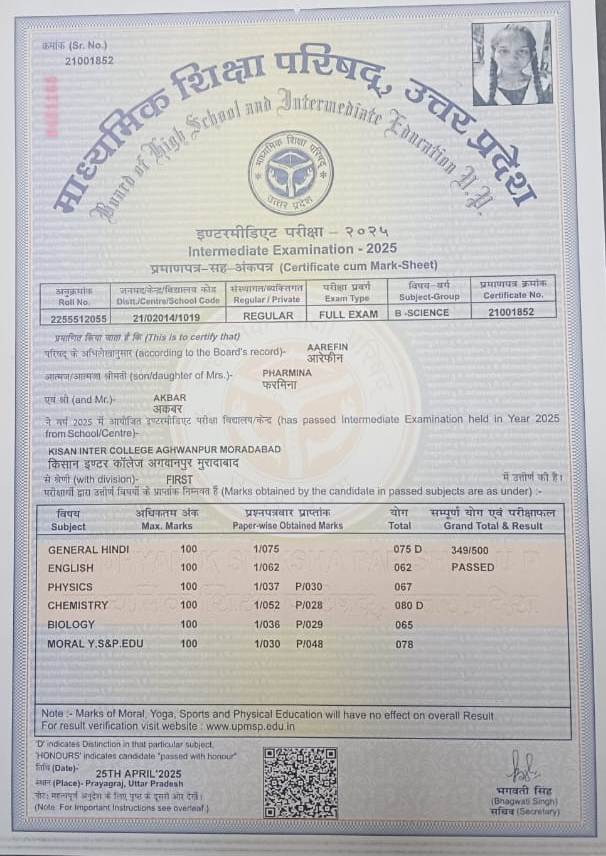 क्रमांक (Sr. No.)
21001852
माध्यमिक शिक्षा परिषद्, उत्तर प्रदेश
Board of High School and Intermediate Education U.P.
माध्यमिक शिक्षा परिषद्
उत्तर प्रदेश
इण्टरमीडिएट परीक्षा – २०२५
Intermediate Examination - 2025
प्रमाणपत्र–सह–अंकपत्र (Certificate cum Mark-Sheet)
अनुक्रमांक जनपद/केन्द्र/विद्यालय कोड संस्थागत/व्यक्तिगत परीक्षा प्रवर्ग विषय –वर्ग प्रमाणपत्र क्रमांक
Roll No. Distt./Centre/School Code Regular / Private Exam Type Subject-Group Certificate No.
2255512055 21/02014/1019 REGULAR FULL EXAM B -SCIENCE 21001852
प्रमाणित किया जाता है कि (This is to certify that)
परिषद् के अभिलेखानुसार (according to the Board's record)- AAREFIN
आरेफीन
आत्मज/आत्मजा श्रीमती (son/daughter of Mrs.)- PHARMINA
फरमिना
एवं श्री (and Mr.)- AKBAR
अकबर
ने वर्ष 2025 में आयोजित इण्टरमीडिएट परीक्षा विद्यालय/केन्द्र (has passed Intermediate Examination held in Year 2025
from School/Centre)-
KISAN INTER COLLEGE AGHWANPUR MORADABAD
किसान इण्टर कॉलेज अगवानपुर मुरादाबाद
से श्रेणी (with division)- FIRST में उत्तीर्ण की है।
परीक्षार्थी द्वारा उत्तीर्ण विषयों के प्राप्तांक निम्नवत हैं (Marks obtained by the candidate in passed subjects are as under) :-
विषय अधिकतम अंक प्रश्नपत्रवार प्राप्तांक योग सम्पूर्ण योग एवं परीक्षाफल
Subject Max. Marks Paper-wise Obtained Marks Total Grand Total & Result
GENERAL HINDI 100 1/075 075 D 349/500
ENGLISH 100 1/062 062 PASSED
PHYSICS 100 1/037 P/030 067
CHEMISTRY 100 1/052 P/028 080 D
BIOLOGY 100 1/036 P/029 065
MORAL Y.S&P.EDU 100 1/030 P/048 078
Note :- Marks of Moral, Yoga, Sports and Physical Education will have no effect on overall Result
For result verification visit website : www.upmsp.edu.in
'D' indicates Distinction in that particular subject,
'HONOURS' indicates candidate "passed with honour"
तिथि (Date)- 25TH APRIL'2025
स्थान (Place)- Prayagraj, Uttar Pradesh
नोट: महत्वपूर्ण अनुदेश के लिए पृष्ठ के दूसरी ओर देखें।
(Note: For Important Instructions see overleaf.)
भगवती सिंह
(Bhagwati Singh)
सचिव (Secretary)